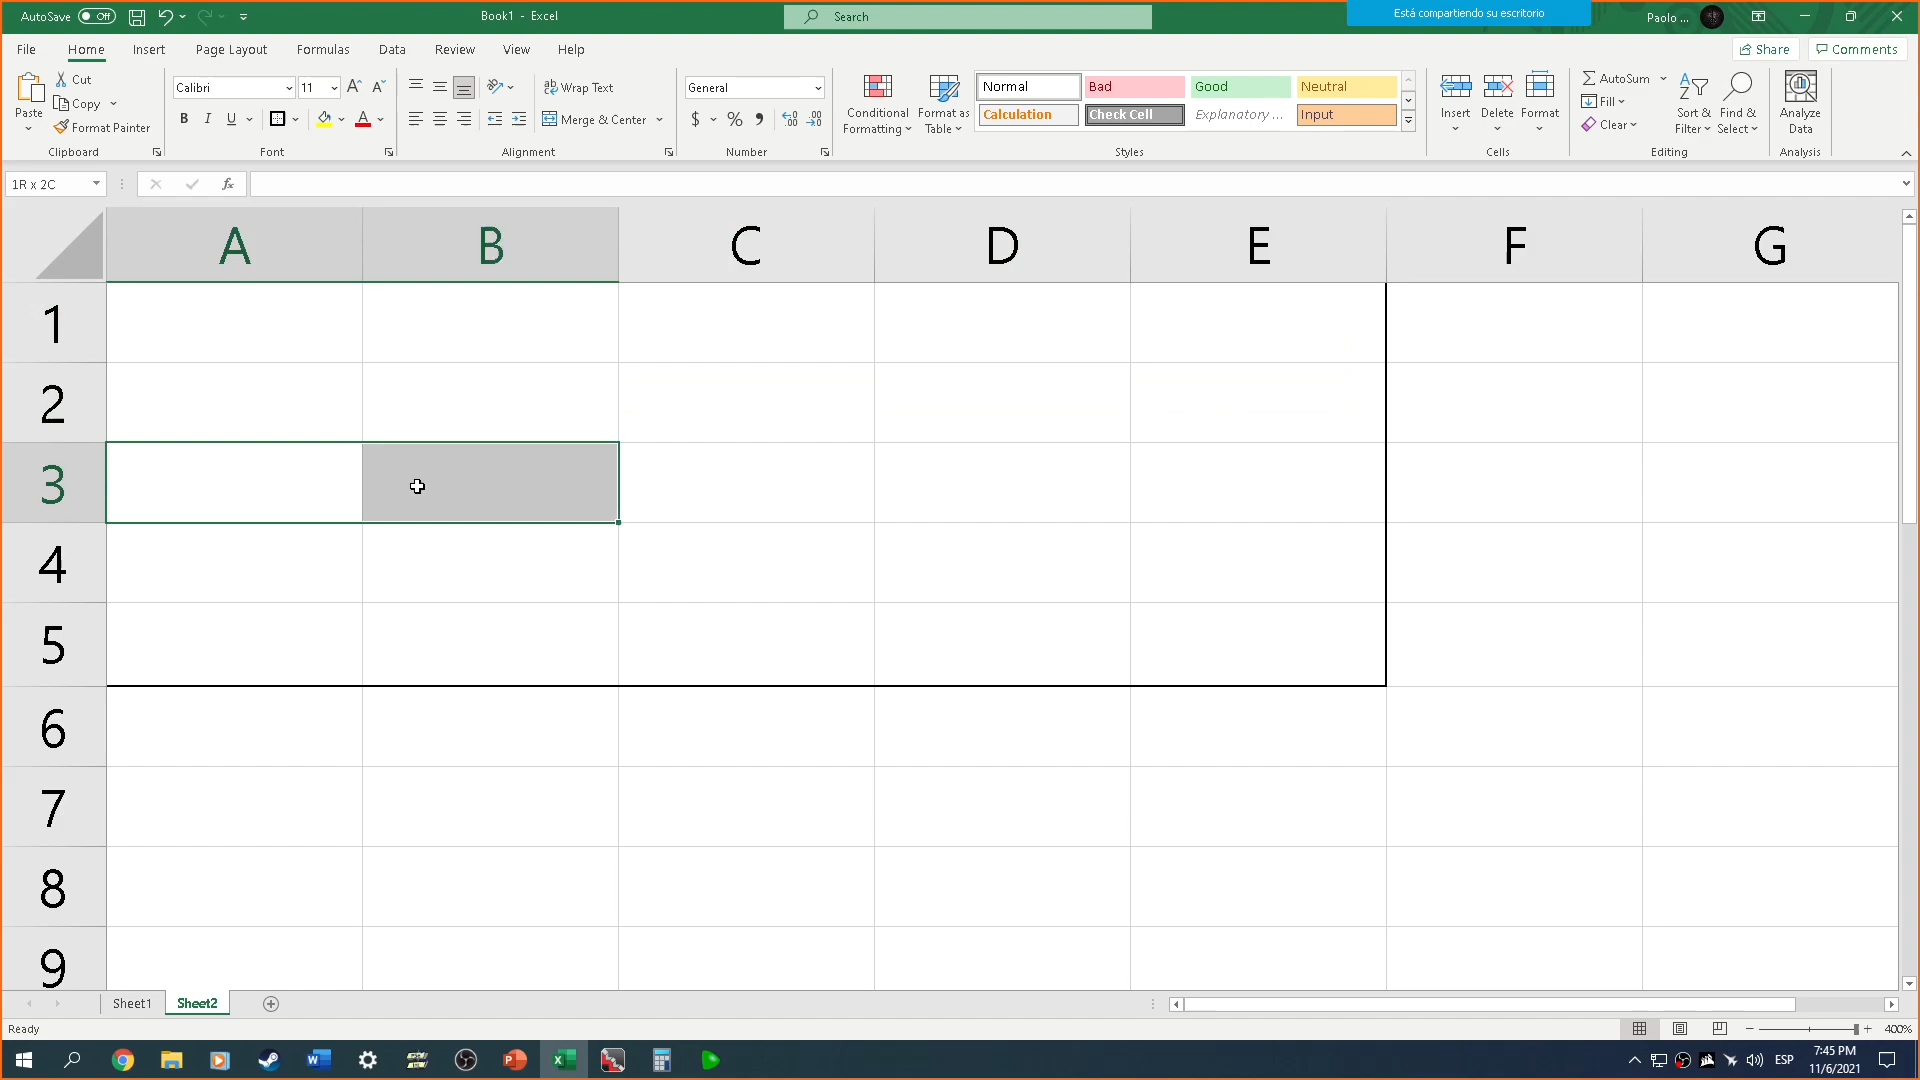 AutoSave Off Book1 - Excel Search Está compartiendo su escritorio Paolo ...
File Home Insert Page Layout Formulas Data Review View Help Share Comments
Paste Cut Copy Format Painter Clipboard
Calibri 11 A A B I U A Font
ab Wrap Text Merge & Center Alignment
General $ % 9 Number
Conditional Formatting Format as Table
Normal Bad Good Neutral
Calculation Check Cell Explanatory ... Input
Styles
Insert Delete Format Cells
AutoSum Fill Clear Sort & Filter Find & Select Editing
Analyze Data Analysis
1R x 2C fx
A B C D E F G
1
2
3
4
5
6
7
8
9
Sheet1 Sheet2
Ready 400%
ESP 7:45 PM
11/6/2021